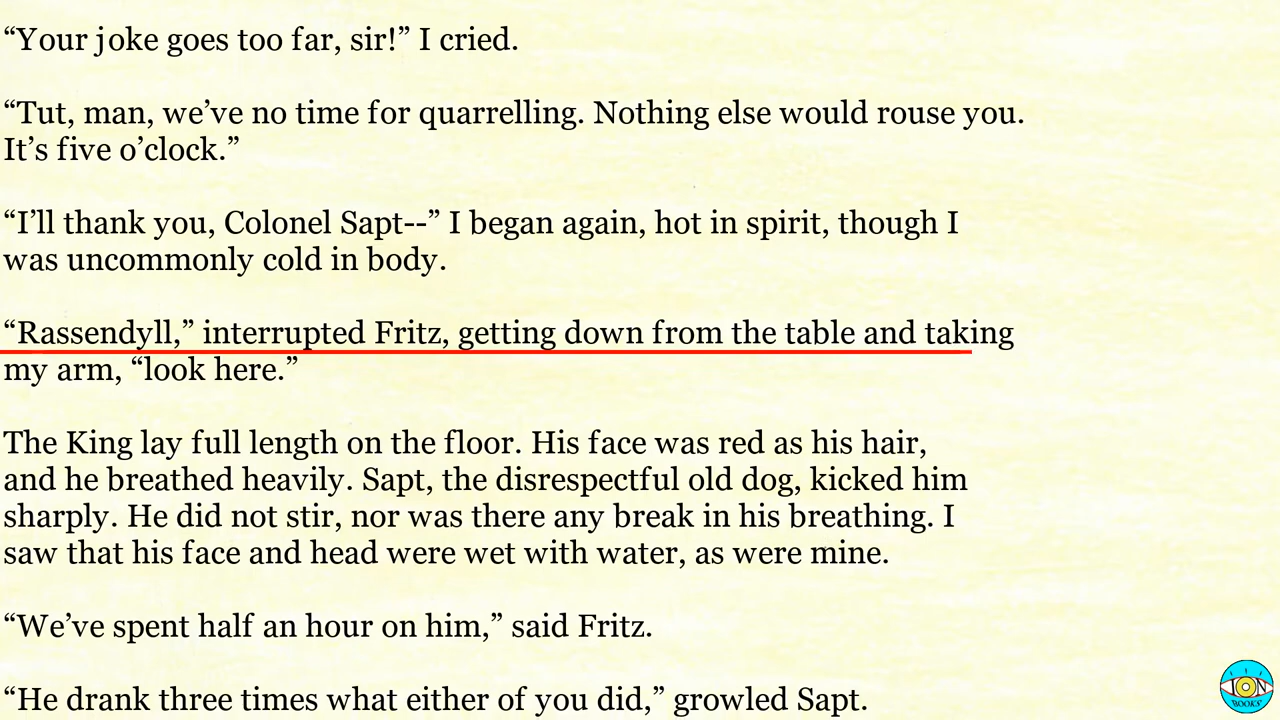 “Your joke goes too far, sir!” I cried.
“Tut, man, we’ve no time for quarrelling. Nothing else would rouse you.
It’s five o’clock.”
“I’ll thank you, Colonel Sapt--” I began again, hot in spirit, though I
was uncommonly cold in body.
“Rassendyll,” interrupted Fritz, getting down from the table and taking
my arm, “look here.”
The King lay full length on the floor. His face was red as his hair,
and he breathed heavily. Sapt, the disrespectful old dog, kicked him
sharply. He did not stir, nor was there any break in his breathing. I
saw that his face and head were wet with water, as were mine.
“We’ve spent half an hour on him,” said Fritz.
“He drank three times what either of you did,” growled Sapt.
ION
BOOKS